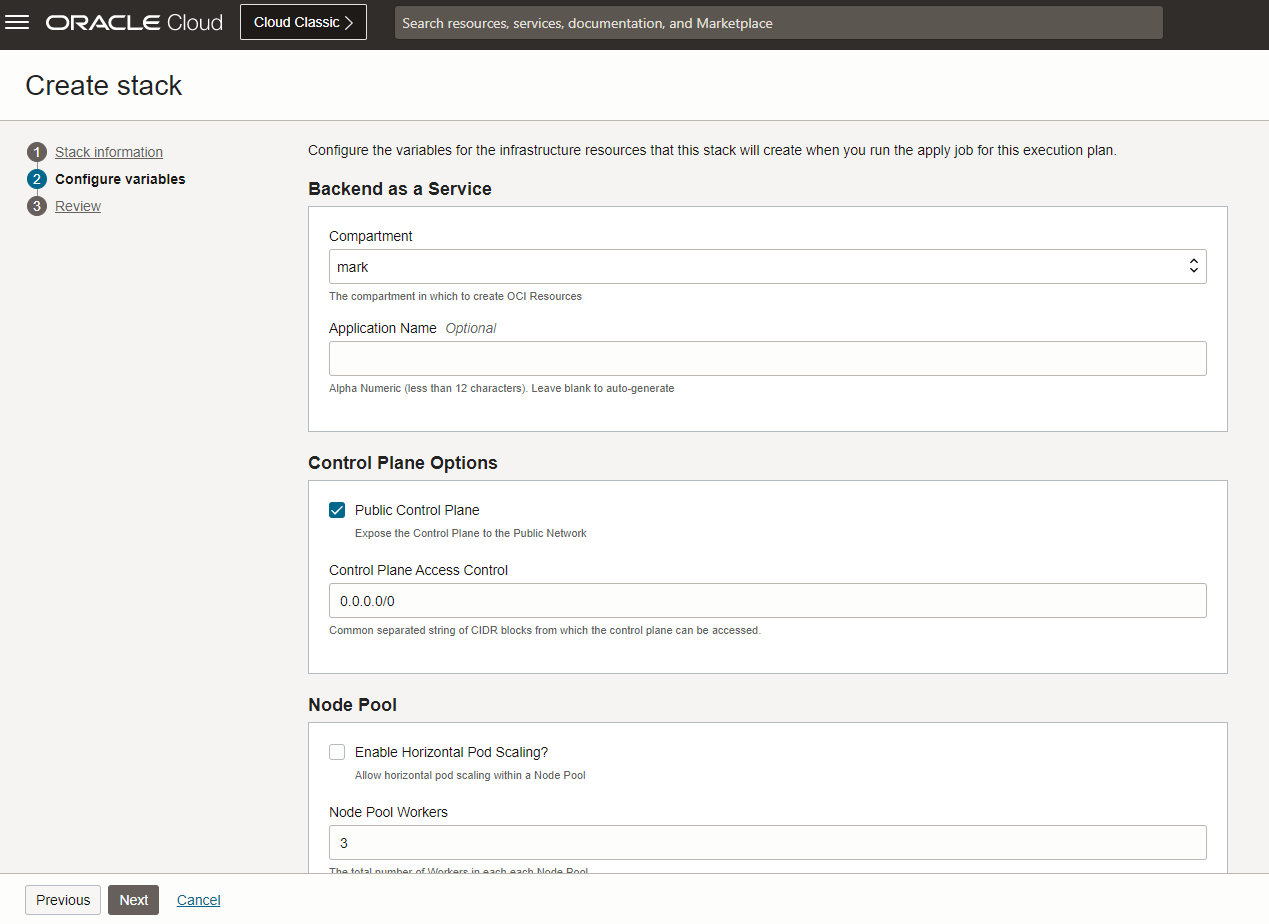 ORACLE Cloud
Cloud Classic
Search resources, services, documentation, and Marketplace
Create stack
1 Stack information
2 Configure variables
3 Review
Configure the variables for the infrastructure resources that this stack will create when you run the apply job for this execution plan.
Backend as a Service
Compartment
mark
The compartment in which to create OCI Resources
Application Name Optional
Alpha Numeric (less than 12 characters). Leave blank to auto-generate
Control Plane Options
Public Control Plane
Expose the Control Plane to the Public Network
Control Plane Access Control
0.0.0.0/0
Common separated string of CIDR blocks from which the control plane can be accessed.
Node Pool
Enable Horizontal Pod Scaling?
Allow horizontal pod scaling within a Node Pool
Node Pool Workers
3
The total number of Workers in each each Node Pool
Previous
Next
Cancel